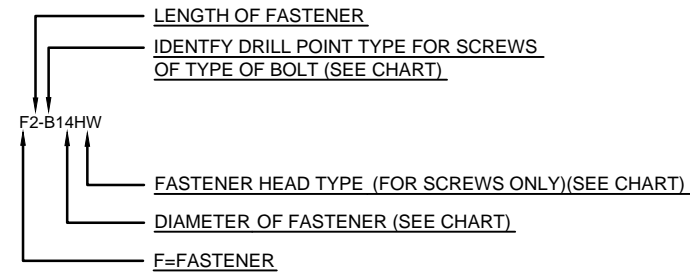 LENGTH OF FASTENER
IDENTFY DRILL POINT TYPE FOR SCREWS
OF TYPE OF BOLT (SEE CHART)
F2-B14HW
FASTENER HEAD TYPE (FOR SCREWS ONLY)(SEE CHART)
DIAMETER OF FASTENER (SEE CHART)
F=FASTENER